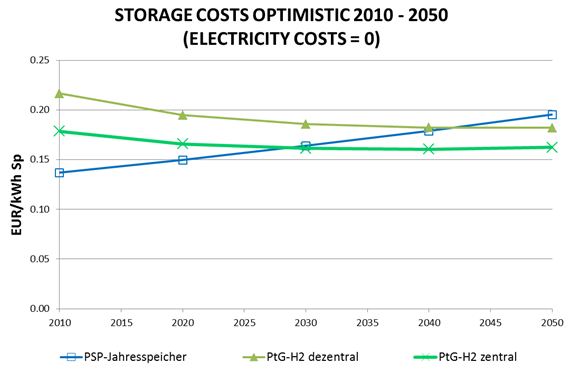 STORAGE COSTS OPTIMISTIC 2010 - 2050
(ELECTRICITY COSTS = 0)
EUR/kWh Sp
0.25
0.20
0.15
0.10
0.05
0.00
2010 2015 2020 2025 2030 2035 2040 2045 2050
PSP-Jahresspeicher PtG-H2 dezentral PtG-H2 zentral